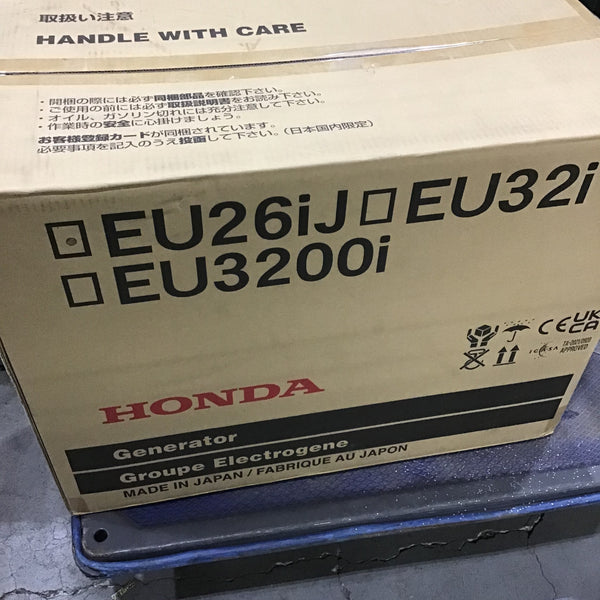 取扱い注意
HANDLE WITH CARE
・開梱の際には必ず同梱部品を確認下さい。
・ご使用の前には必ず取扱説明書をお読み下さい。
・オイル、ガソリン切れには充分注意して下さい。
・作業時の安全に心掛けましょう。
お客様登録カードが同梱されています。
必要事項を記入のうえ投函して下さい。（日本国内限定）
EU26iJ EU32i
EU3200i
CE UK CA
ICASA TA-2021/0909 APPROVED
HONDA
Generator
Groupe Electrogene
MADE IN JAPAN / FABRIQUE AU JAPON